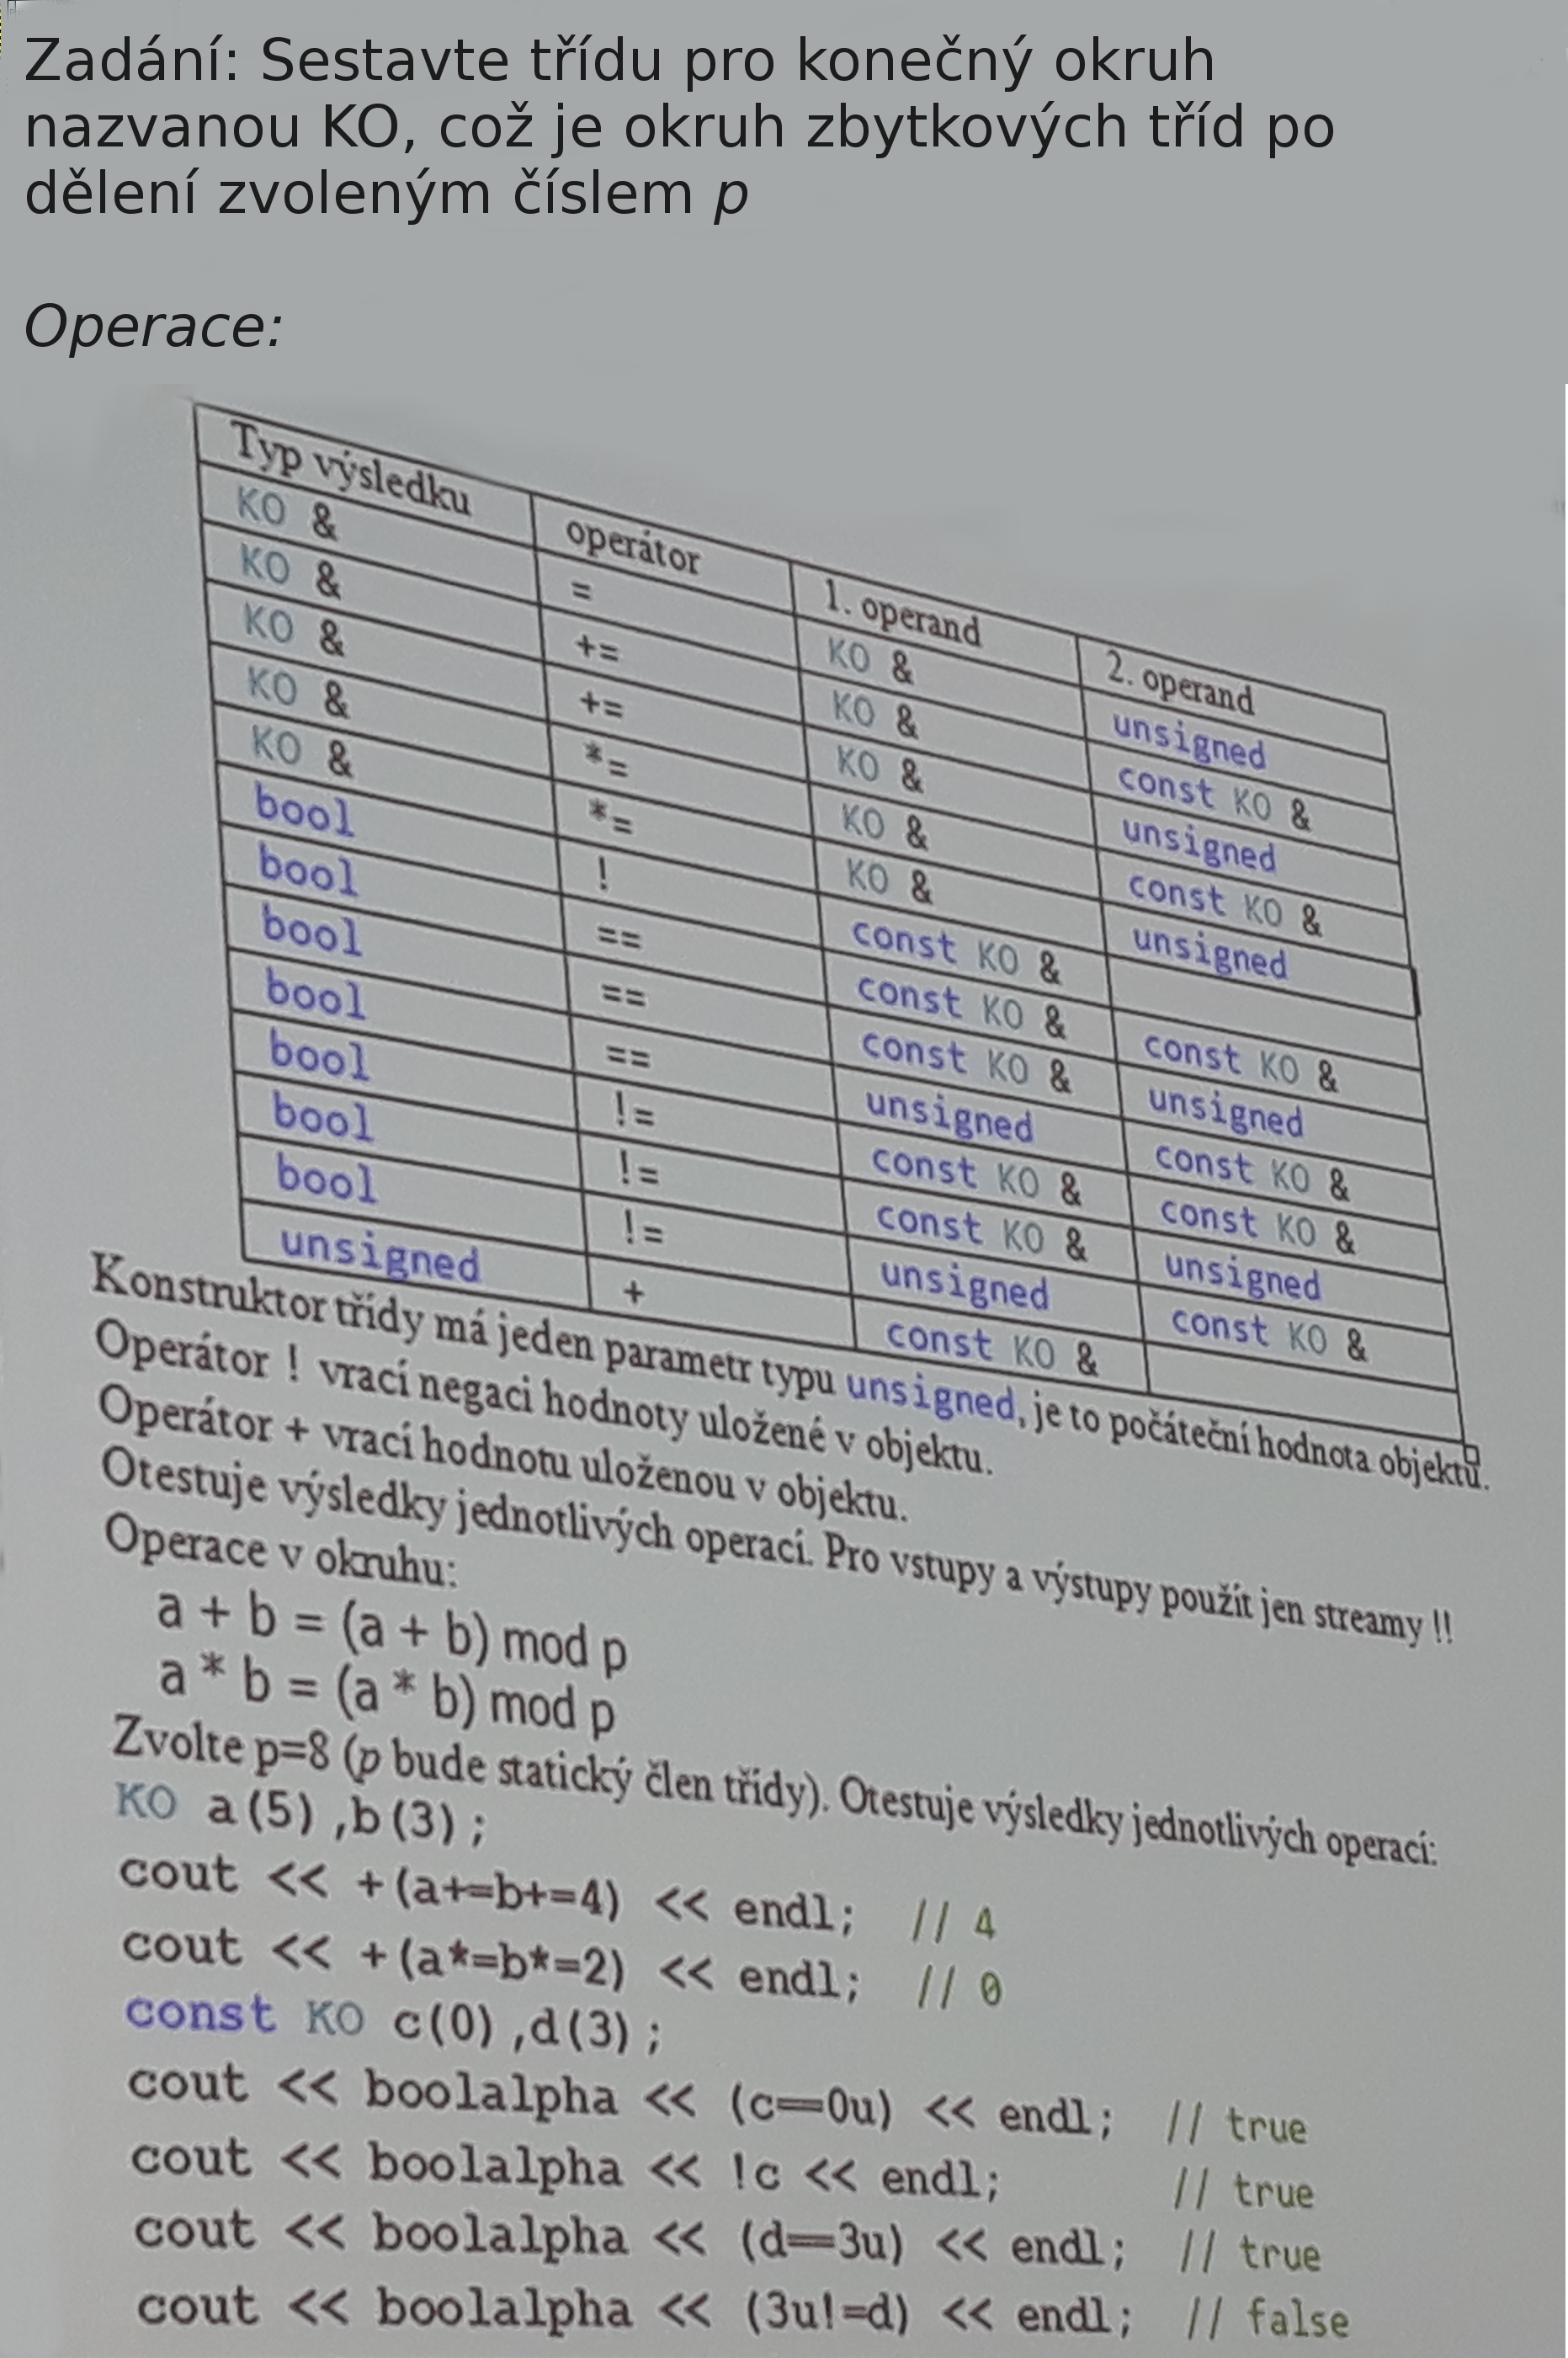 Zadání: Sestavte třídu pro konečný okruh
nazvanou KO, což je okruh zbytkových tříd po
dělení zvoleným číslem p
Operace:
Typ výsledku operátor 1. operand 2. operand
KO & = KO & unsigned
KO & += KO & const KO &
KO & += KO & unsigned
KO & *= KO & const KO &
KO & *= KO & unsigned
bool ! const KO &
bool == const KO & const KO &
bool == const KO & unsigned
bool == unsigned const KO &
bool != const KO & const KO &
bool != const KO & unsigned
bool != unsigned const KO &
unsigned + const KO &
Konstruktor třídy má jeden parametr typu unsigned, je to počáteční hodnota objektu.
Operátor ! vrací negaci hodnoty uložené v objektu.
Operátor + vrací hodnotu uloženou v objektu.
Otestuje výsledky jednotlivých operací. Pro vstupy a výstupy použít jen streamy !!
Operace v okruhu:
a + b = (a + b) mod p
a * b = (a * b) mod p
Zvolte p=8 (p bude statický člen třídy). Otestuje výsledky jednotlivých operací:
KO a(5),b(3);
cout << +(a+=b+=4) << endl; // 4
cout << +(a*=b*=2) << endl; // 0
const KO c(0),d(3);
cout << boolalpha << (c==0u) << endl; // true
cout << boolalpha << !c << endl; // true
cout << boolalpha << (d==3u) << endl; // true
cout << boolalpha << (3u!=d) << endl; // false